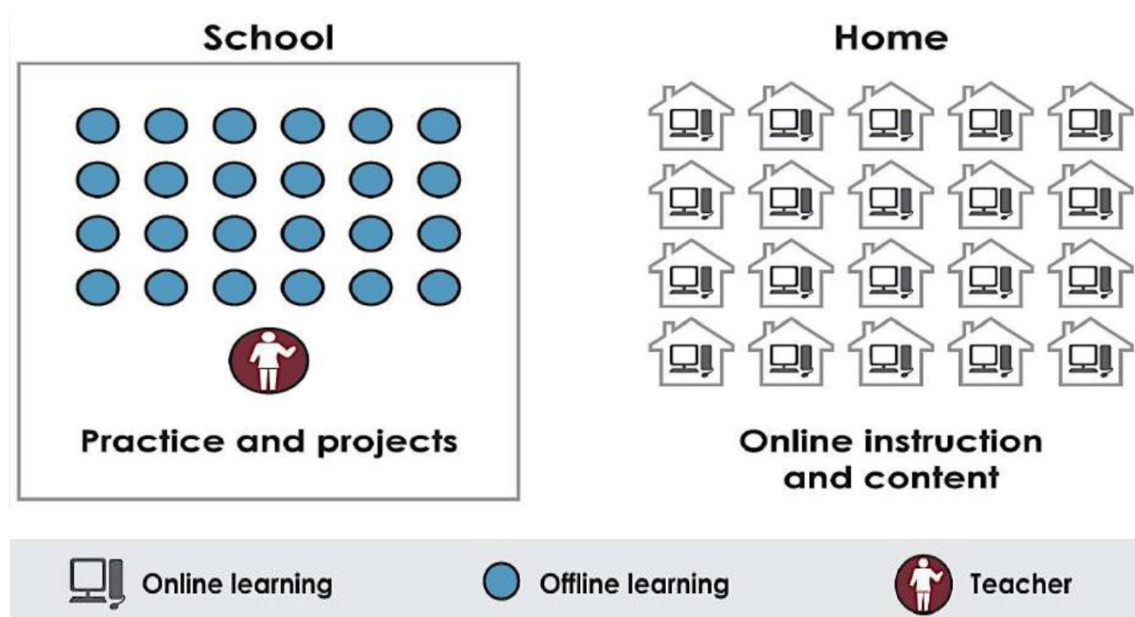 School
Home
Practice and projects
Online instruction
and content
Online learning
Offline learning
Teacher